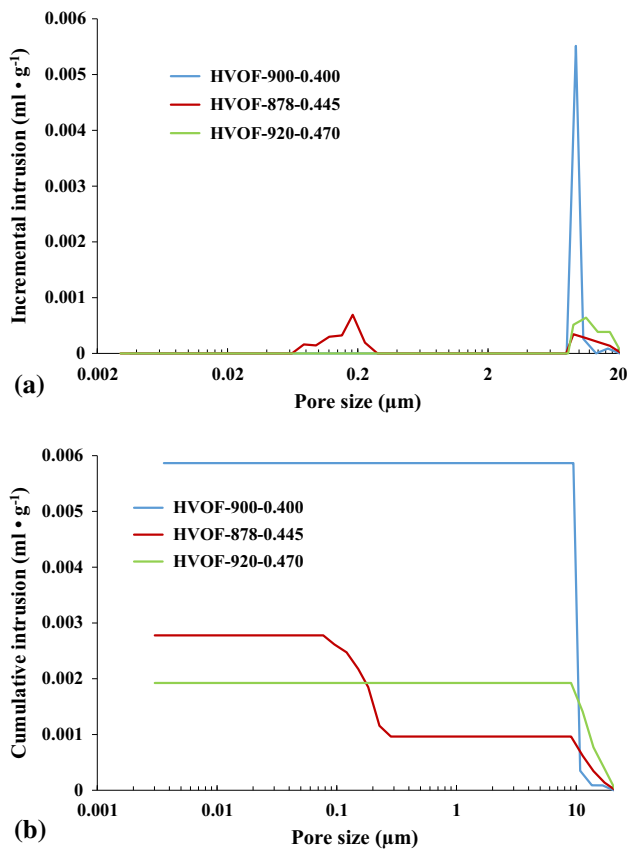 0.006
0.005
0.004
0.003
0.002
0.001
0
Incremental intrusion (ml • g-1)
HVOF-900-0.400
HVOF-878-0.445
HVOF-920-0.470
0.002 0.02 0.2 2 20
Pore size (µm)
(a)
0.006
0.005
0.004
0.003
0.002
0.001
0
Cumulative intrusion (ml • g-1)
HVOF-900-0.400
HVOF-878-0.445
HVOF-920-0.470
0.001 0.01 0.1 1 10
Pore size (µm)
(b)